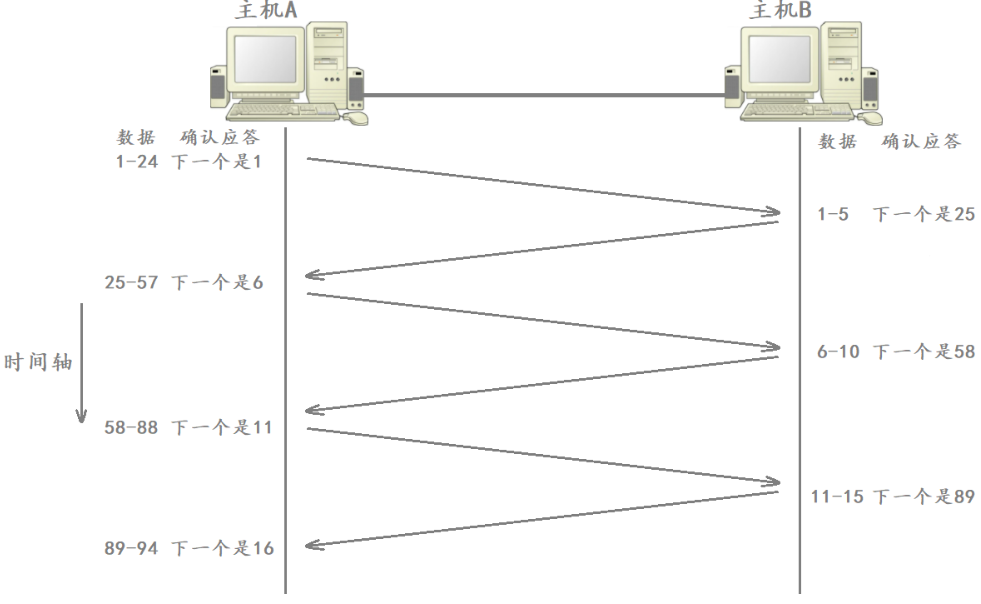 主机A
主机B
数据 确认应答
数据 确认应答
1-24 下一个是1
1-5 下一个是25
25-57 下一个是6
6-10 下一个是58
时间轴
58-88 下一个是11
11-15 下一个是89
89-94 下一个是16